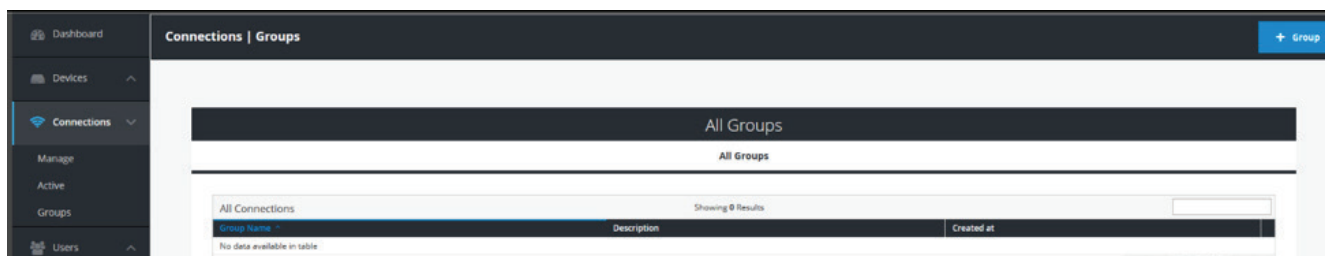 Dashboard
Connections | Groups
+ Group
Devices
Connections
All Groups
All Groups
Manage
Active
Groups
All Connections
Showing 0 Results
Group Name
Description
Created at
Users
No data available in table